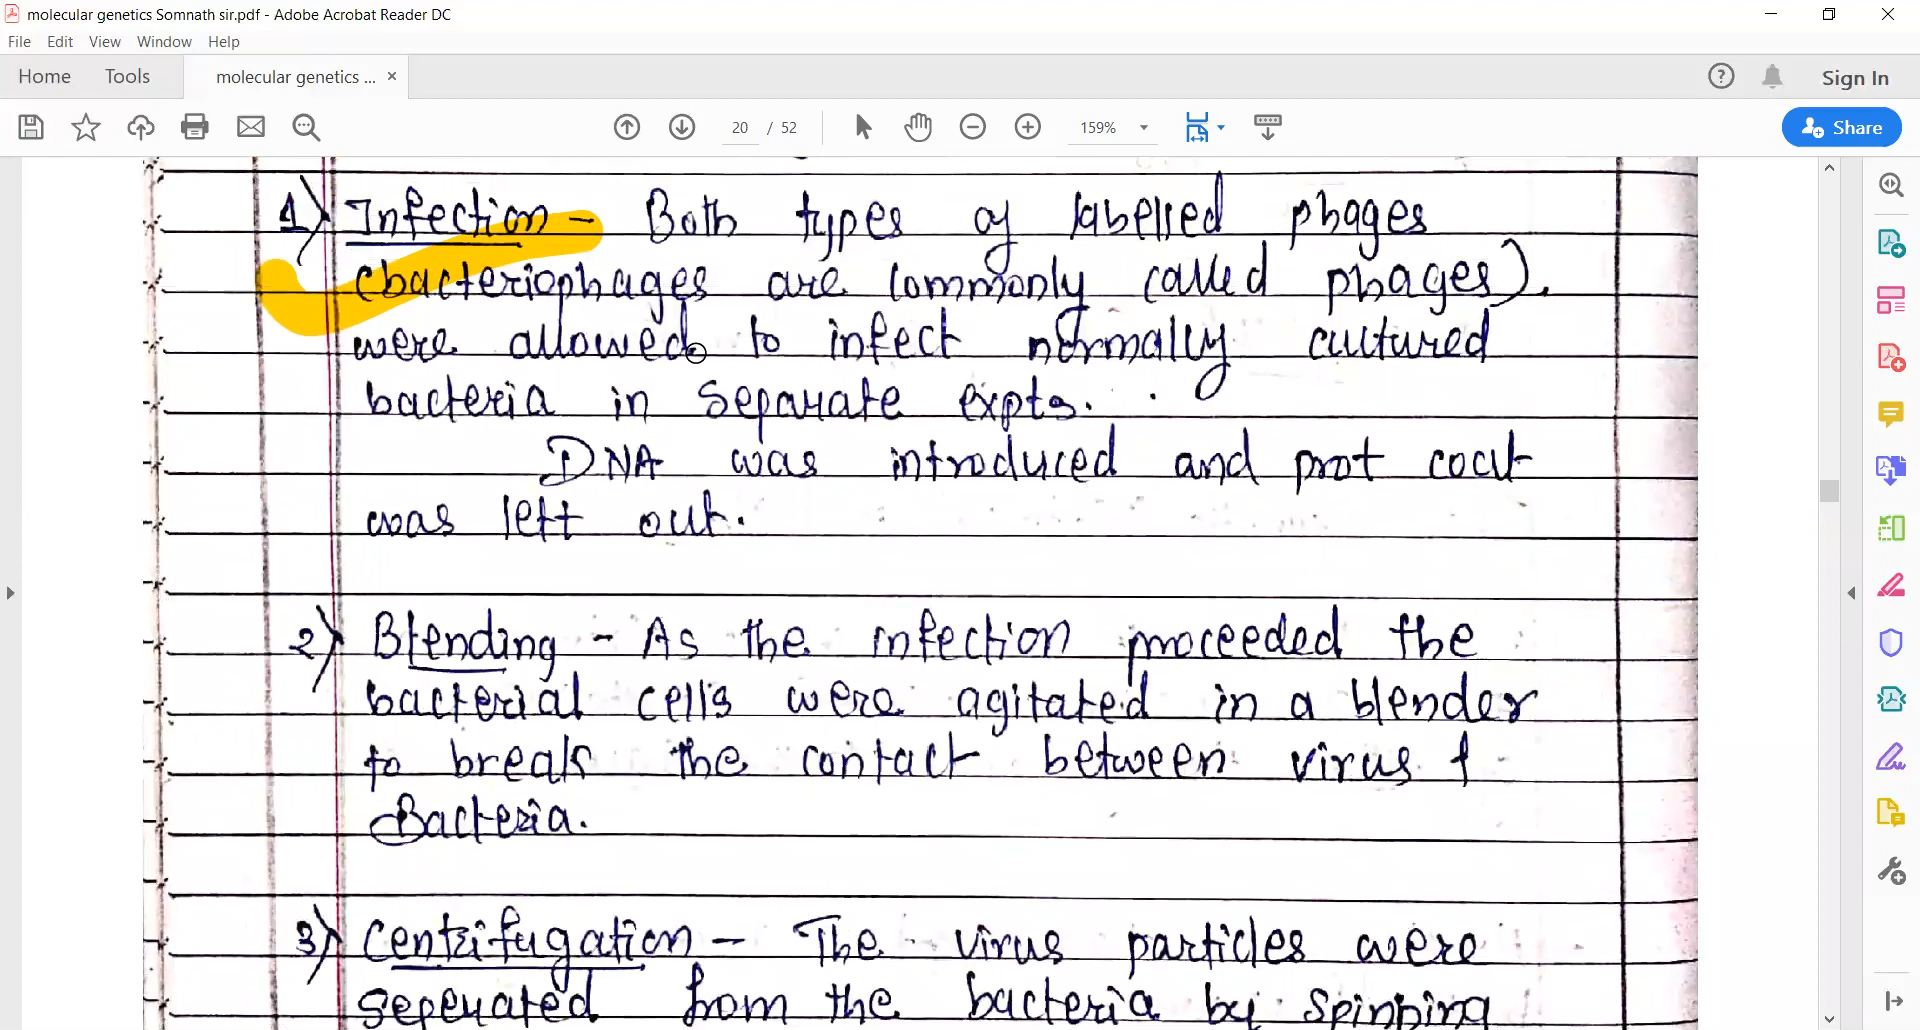 molecular genetics Somnath sir.pdf - Adobe Acrobat Reader DC
File Edit View Window Help
Home Tools molecular genetics ... × Sign In
20 / 52 159% Share
1) Infection - Both types of labelled phages
(bacteriophages are commonly called phages).
were allowed to infect normally cultured
bacteria in separate expts.
DNA was introduced and prot coat
was left out.
2) Blending - As the infection proceeded the
bacterial cells were agitated in a blender
to break the contact between virus &
Bacteria.
3) Centrifugation - The virus particles were
seperated from the bacteria by spinning